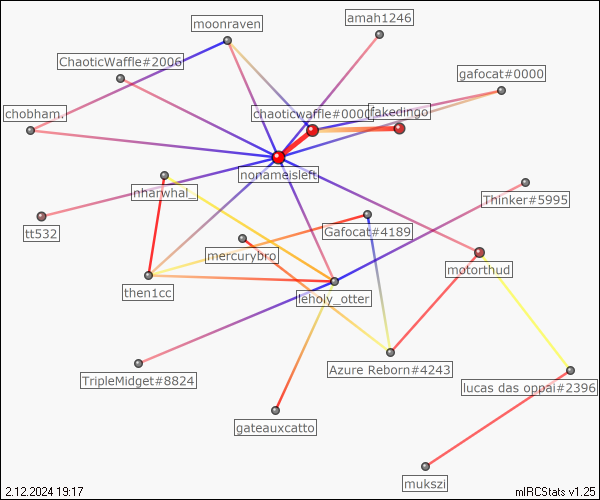 moonraven
amah1246
ChaoticWaffle#2006
gafocat#0000
chobham.
chaoticwaffle#0000
fakedingo
nonameisleft
nharwhal_
Thinker#5995
tt532
Gafocat#4189
mercurybro
motorthud
then1cc
leholy_otter
TripleMidget#8824
Azure Reborn#4243
lucas das oppai#2396
gateauxcatto
mukszi
2.12.2024 19:17
mIRCStats v1.25